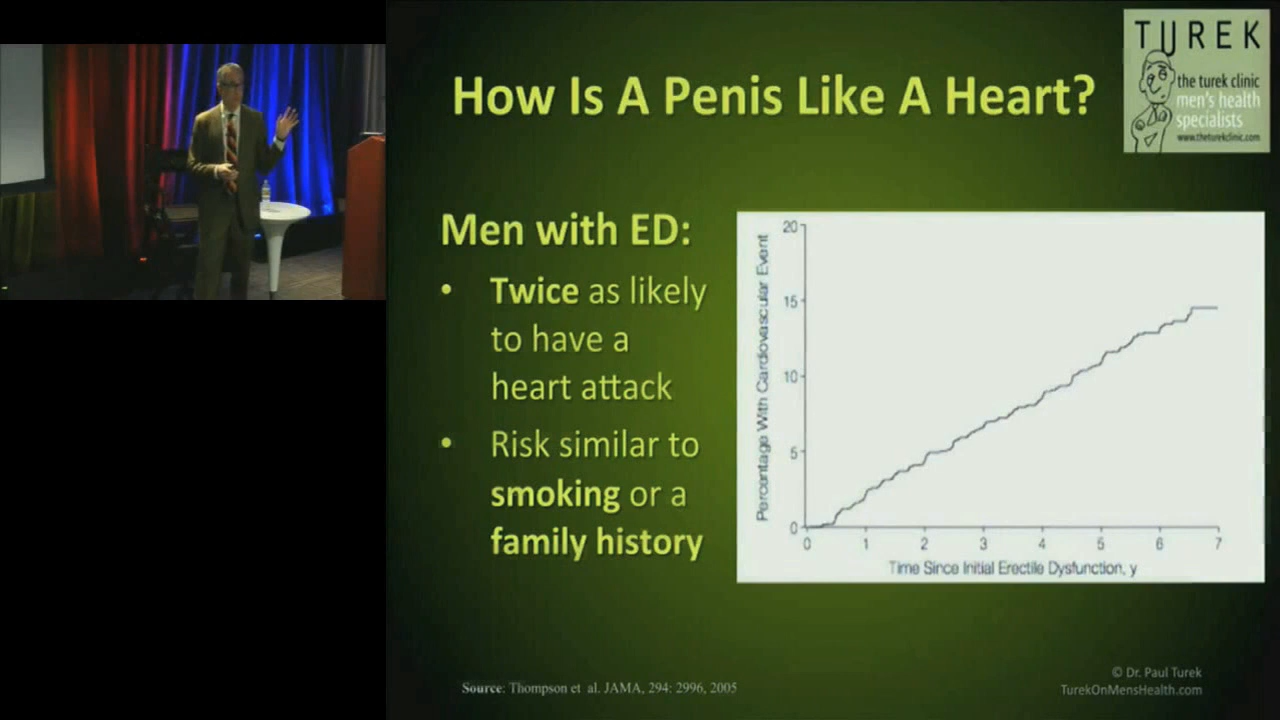 How Is A Penis Like A Heart?
TUREK
the turek clinic
men's health
specialists
www.theturekclinic.com
Men with ED:
• Twice as likely
to have a
heart attack
• Risk similar to
smoking or a
family history
Percentage With Cardiovascular Event
20
15
10
5
0
0 1 2 3 4 5 6 7
Time Since Initial Erectile Dysfunction, y
Source: Thompson et al. JAMA, 294: 2996, 2005
© Dr. Paul Turek
TurekOnMensHealth.com